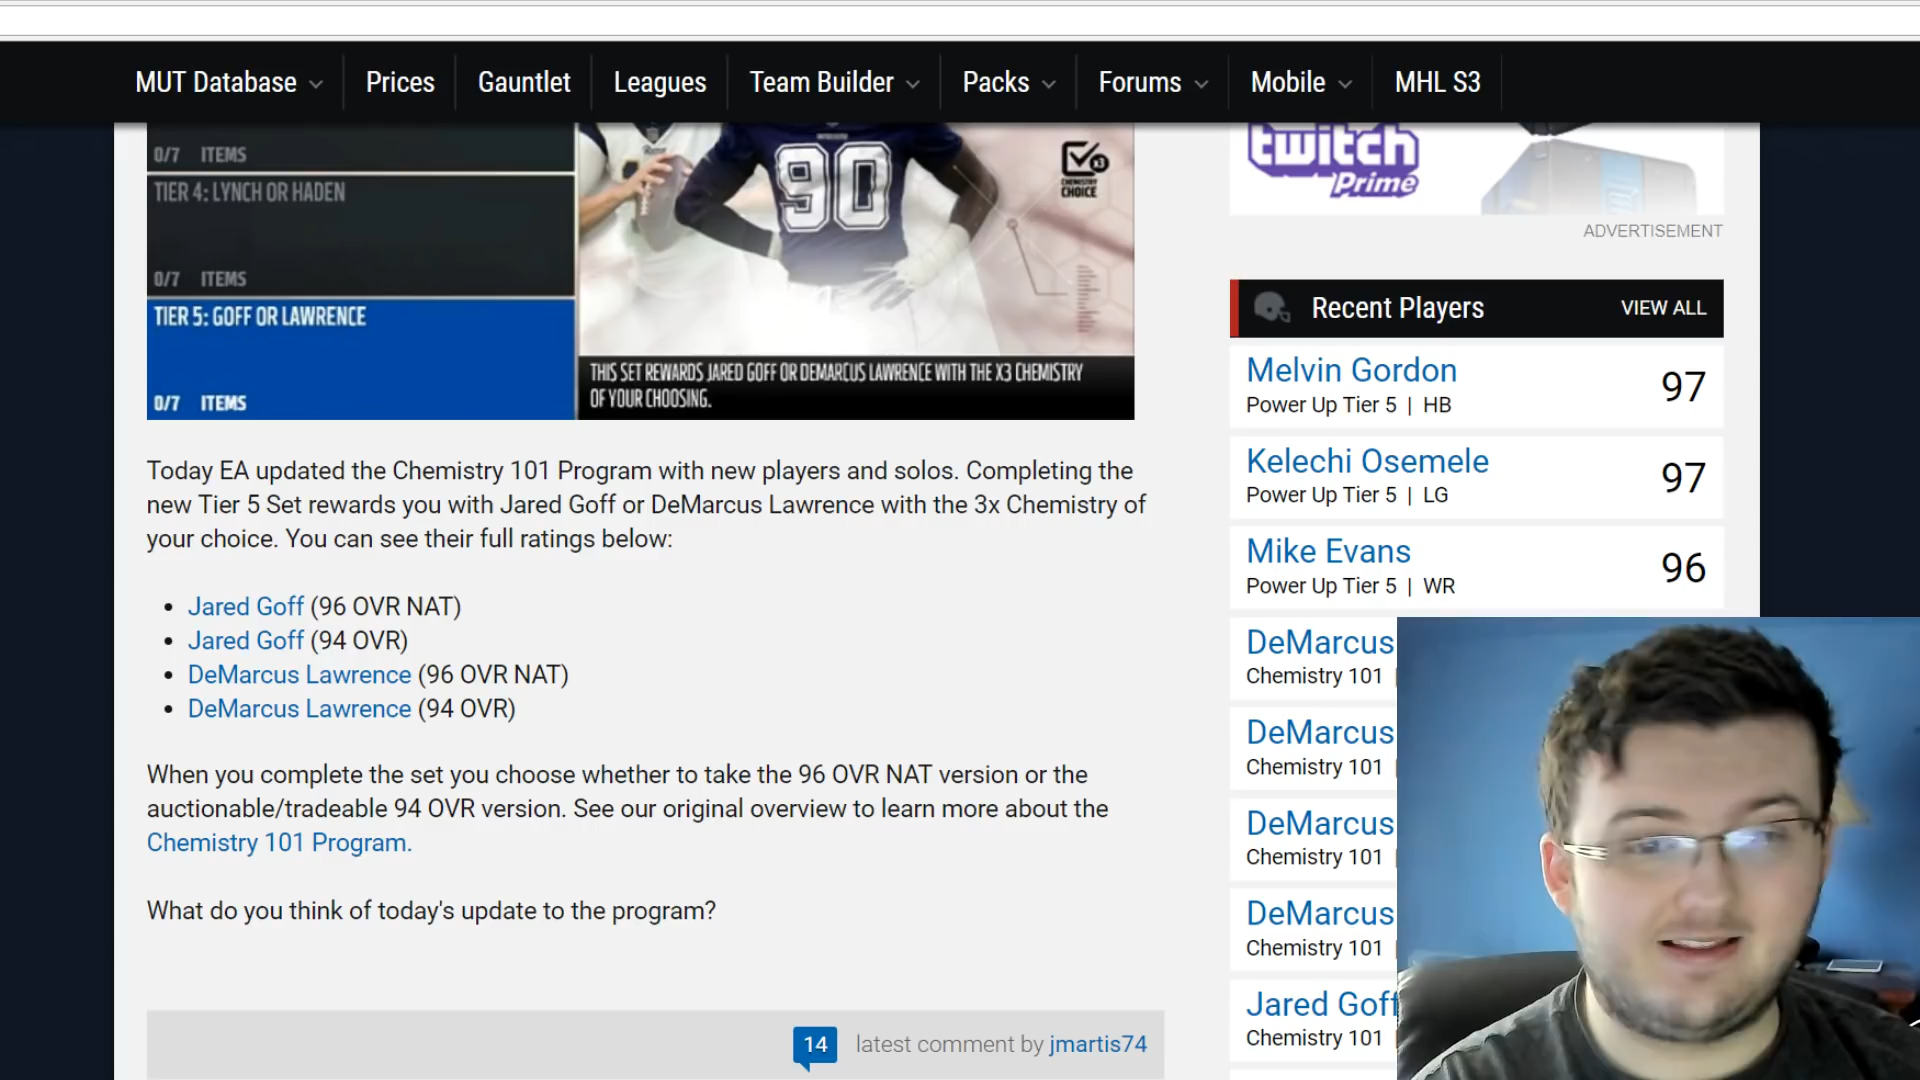 MUT Database
Prices
Gauntlet
Leagues
Team Builder
Packs
Forums
Mobile
MHL S3
0/7 ITEMS
TIER 4: LYNCH OR HADEN
0/7 ITEMS
TIER 5: GOFF OR LAWRENCE
0/7 ITEMS
90
x3
CHEMISTRY
CHOICE
THIS SET REWARDS JARED GOFF OR DEMARCUS LAWRENCE WITH THE X3 CHEMISTRY
OF YOUR CHOOSING.
Today EA updated the Chemistry 101 Program with new players and solos. Completing the
new Tier 5 Set rewards you with Jared Goff or DeMarcus Lawrence with the 3x Chemistry of
your choice. You can see their full ratings below:
• Jared Goff (96 OVR NAT)
• Jared Goff (94 OVR)
• DeMarcus Lawrence (96 OVR NAT)
• DeMarcus Lawrence (94 OVR)
When you complete the set you choose whether to take the 96 OVR NAT version or the
auctionable/tradeable 94 OVR version. See our original overview to learn more about the
Chemistry 101 Program.
What do you think of today's update to the program?
14 latest comment by jmartis74
twitch
Prime
ADVERTISEMENT
Recent Players VIEW ALL
Melvin Gordon
Power Up Tier 5 | HB
97
Kelechi Osemele
Power Up Tier 5 | LG
97
Mike Evans
Power Up Tier 5 | WR
96
DeMarcus
Chemistry 101 |
DeMarcus
Chemistry 101 |
DeMarcus
Chemistry 101 |
DeMarcus
Chemistry 101 |
Jared Goff
Chemistry 101